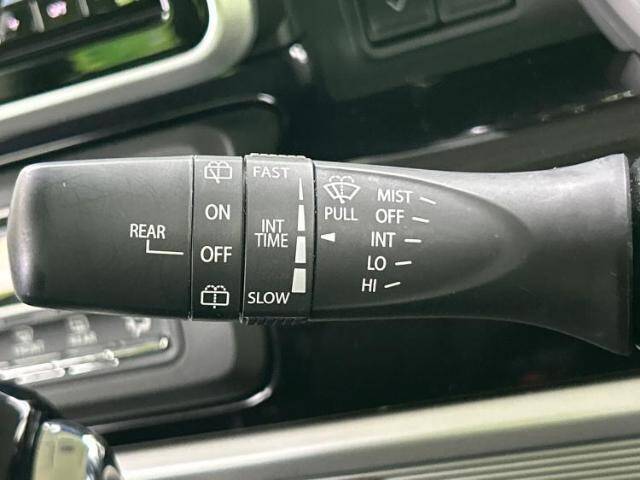 REAR
ON
OFF
FAST
INT
TIME
SLOW
PULL
MIST
OFF
INT
LO
HI